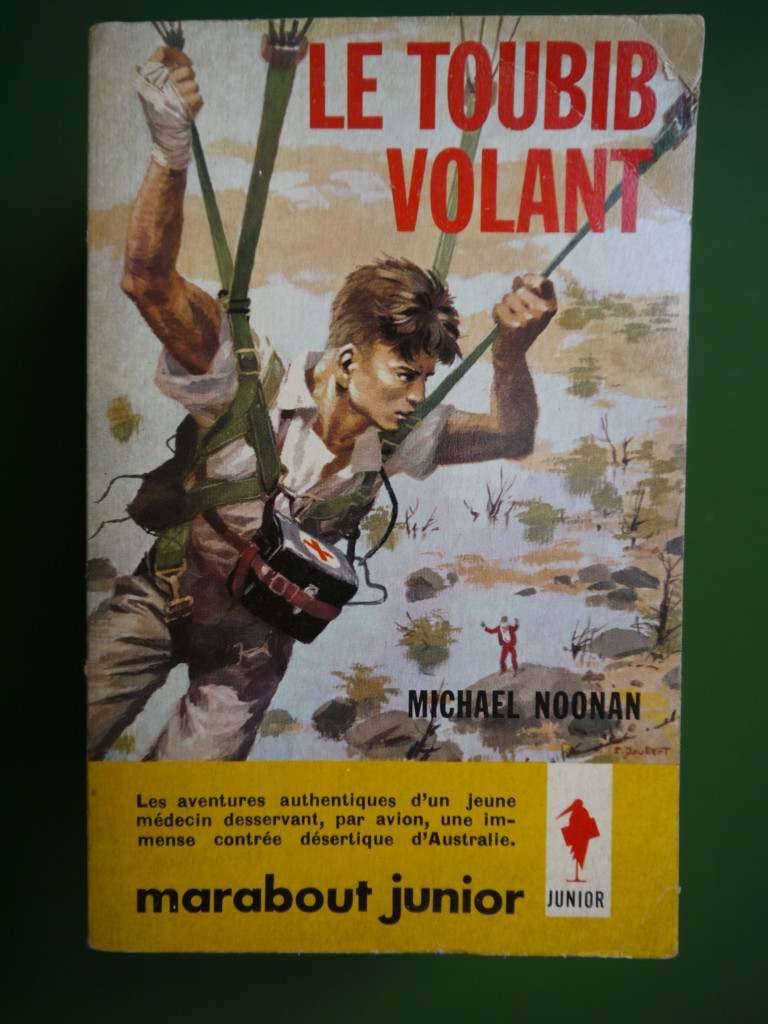 LE TOUBIB
VOLANT
MICHAEL NOONAN
P. JOUBERT
Les aventures authentiques d'un jeune
médecin desservant, par avion, une im-
mense contrée désertique d'Australie.
marabout junior
JUNIOR